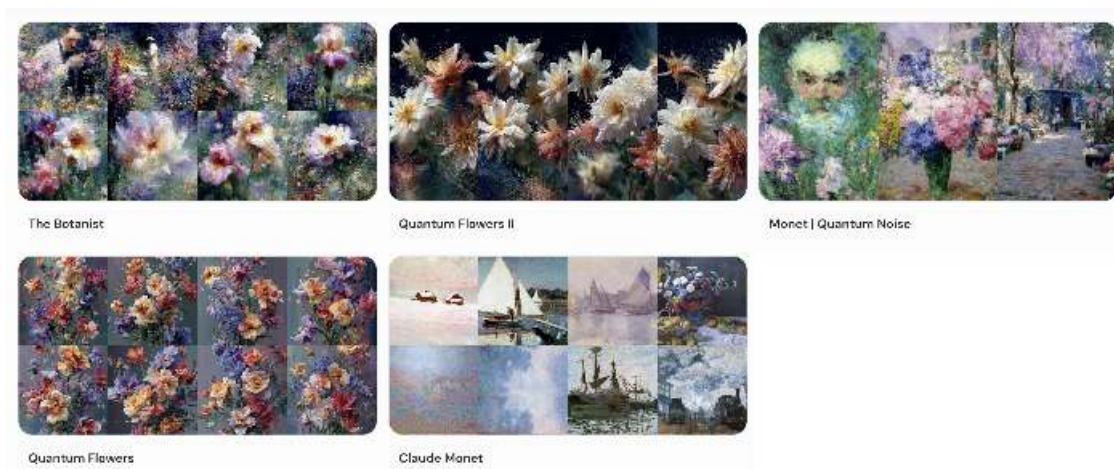 The Botanist
Quantum Flowers II
Monet | Quantum Noise
Quantum Flowers
Claude Monet